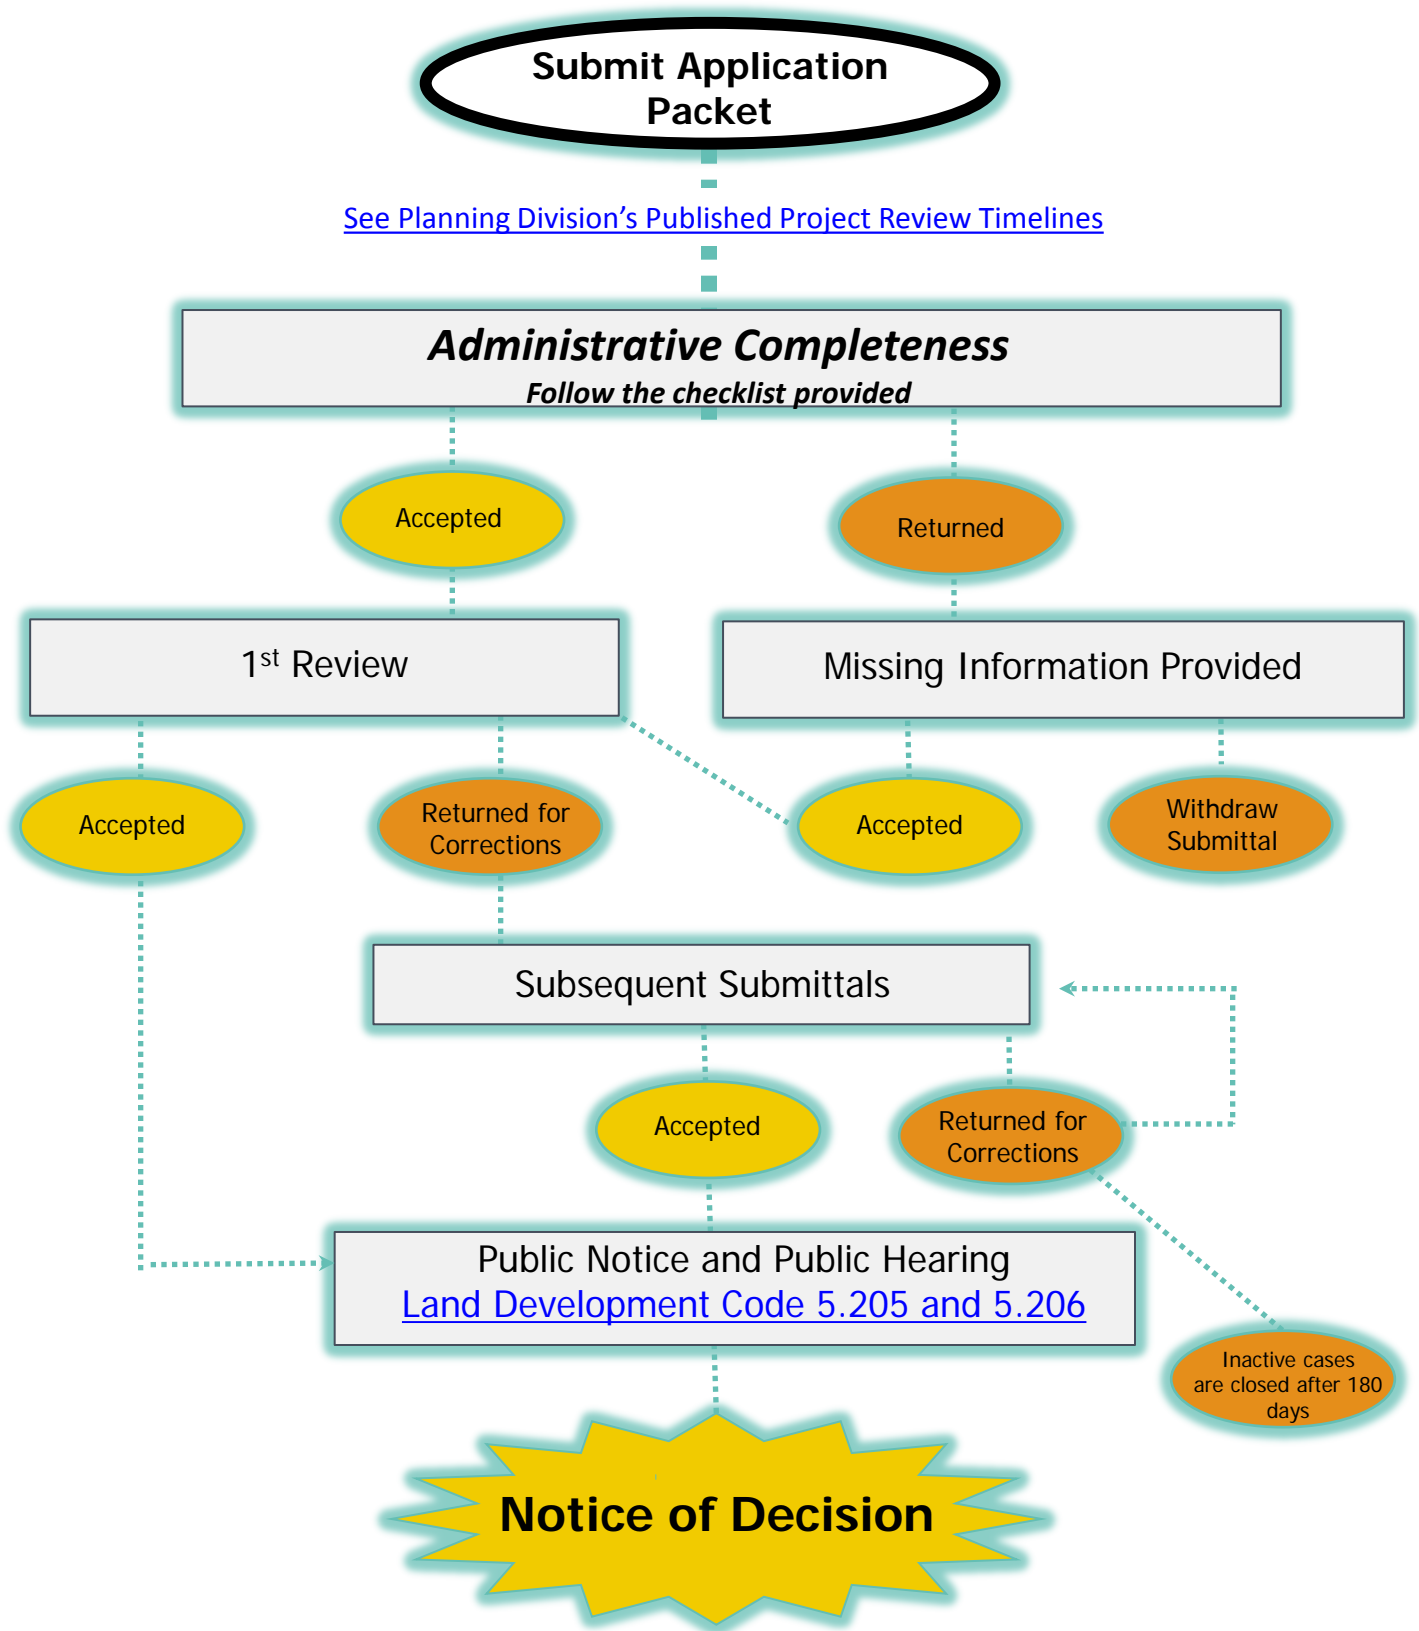 Submit Application
Packet
See Planning Division’s Published Project Review Timelines
Administrative Completeness
Follow the checklist provided
Accepted
Returned
1st Review
Missing Information Provided
Accepted
Returned for
Corrections
Accepted
Withdraw
Submittal
Subsequent Submittals
Accepted
Returned for
Corrections
Public Notice and Public Hearing
Land Development Code 5.205 and 5.206
Inactive cases
are closed after 180
days
Notice of Decision